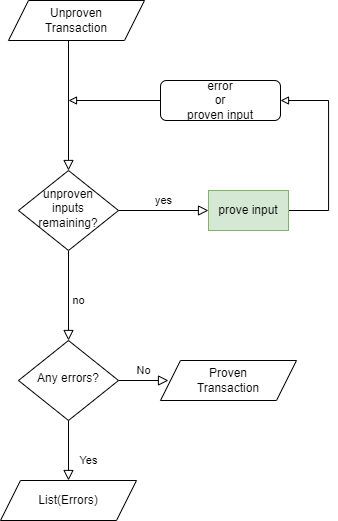 Unproven
Transaction
error
or
proven input
unproven
inputs
remaining?
yes
prove input
no
Any errors?
No
Proven
Transaction
Yes
List(Errors)